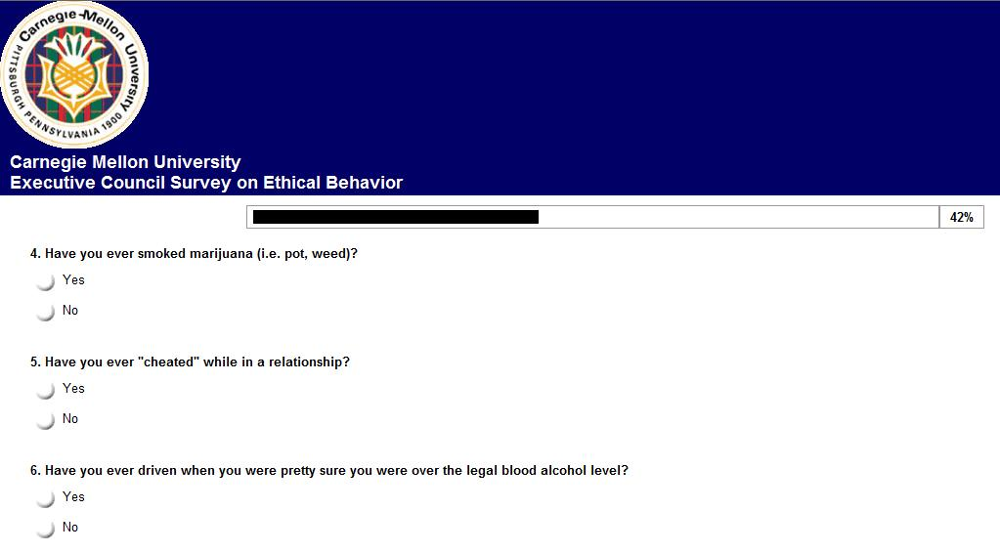 Carnegie-Mellon University
PITTSBURGH PENNSYLVANIA 1900
Carnegie Mellon University
Executive Council Survey on Ethical Behavior
42%
4. Have you ever smoked marijuana (i.e. pot, weed)?
Yes
No
5. Have you ever "cheated" while in a relationship?
Yes
No
6. Have you ever driven when you were pretty sure you were over the legal blood alcohol level?
Yes
No